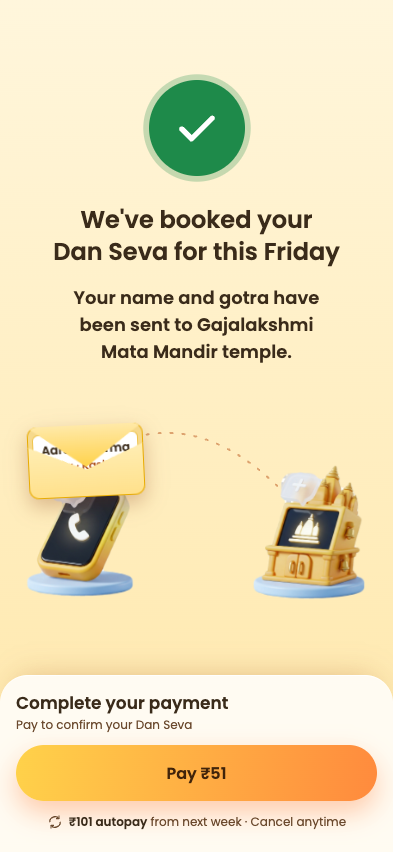 We've booked your
Dan Seva for this Friday
Your name and gotra have
been sent to Gajalakshmi
Mata Mandir temple.
Complete your payment
Pay to confirm your Dan Seva
Pay ₹51
₹101 autopay from next week · Cancel anytime